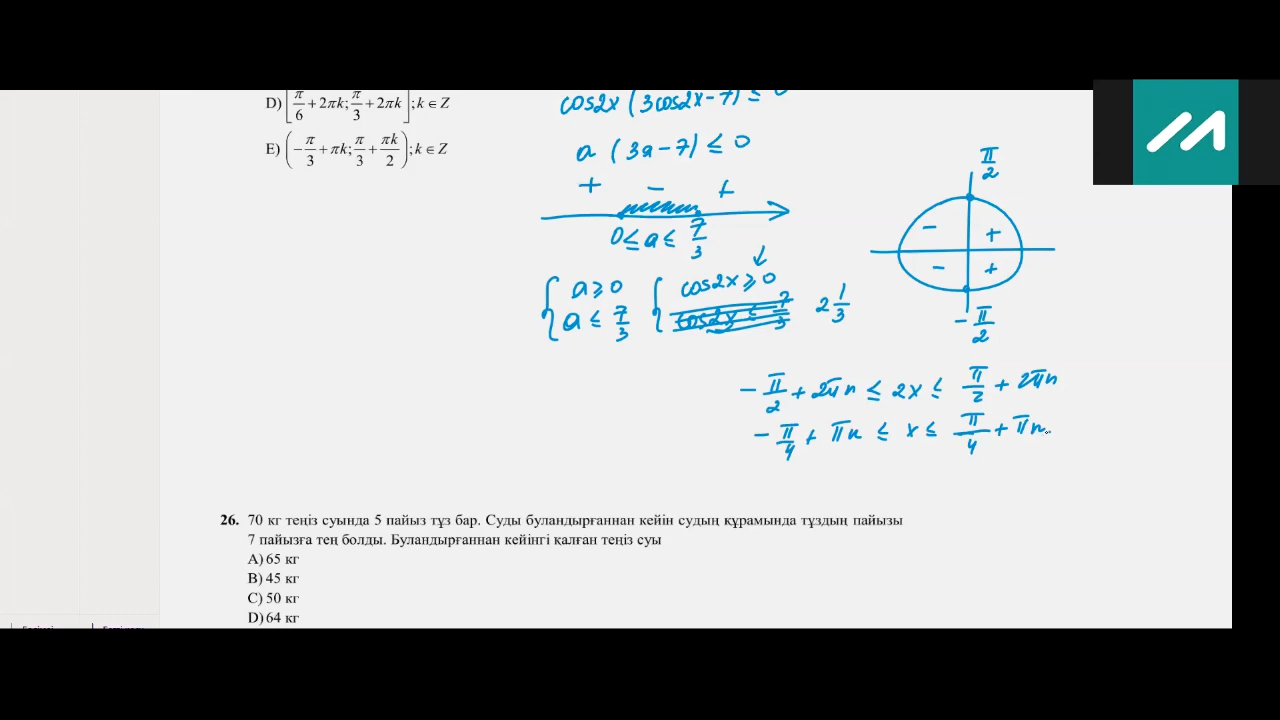 D) [π/6 + 2πk; π/3 + 2πk]; k ∈ Z
E) (−π/3 + πk; π/3 + πk/2); k ∈ Z
cos2x (3cos2x − 7) ≤ 0
a (3a − 7) ≤ 0
+ − +
0 ≤ a ≤ 7/3
{ a ≥ 0 { cos2x ≥ 0
a ≤ 7/3 cos2x ≤ 7/3 2 1/3
π/2
− +
− +
− π/2
− π/2 + 2πn ≤ 2x ≤ π/2 + 2πn
− π/4 + πn ≤ x ≤ π/4 + πn
26. 70 кг теңіз суында 5 пайыз тұз бар. Суды буландырғаннан кейін судың құрамында тұздың пайызы
7 пайызға тең болды. Буландырғаннан кейінгі қалған теңіз суы
A) 65 кг
B) 45 кг
C) 50 кг
D) 64 кг